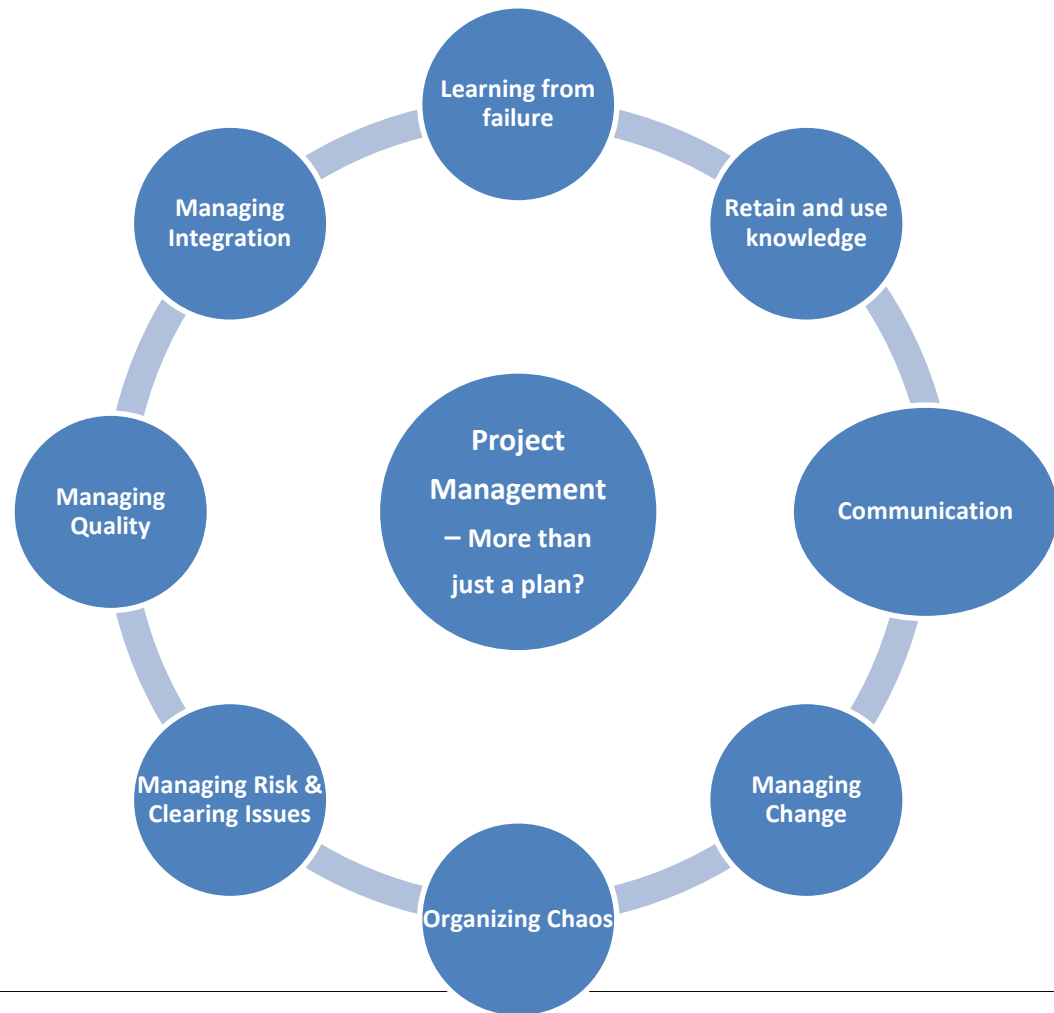 Learning from
failure
Retain and use
knowledge
Communication
Managing
Change
Organizing Chaos
Managing Risk &
Clearing Issues
Managing
Quality
Managing
Integration
Project
Management
– More than
just a plan?